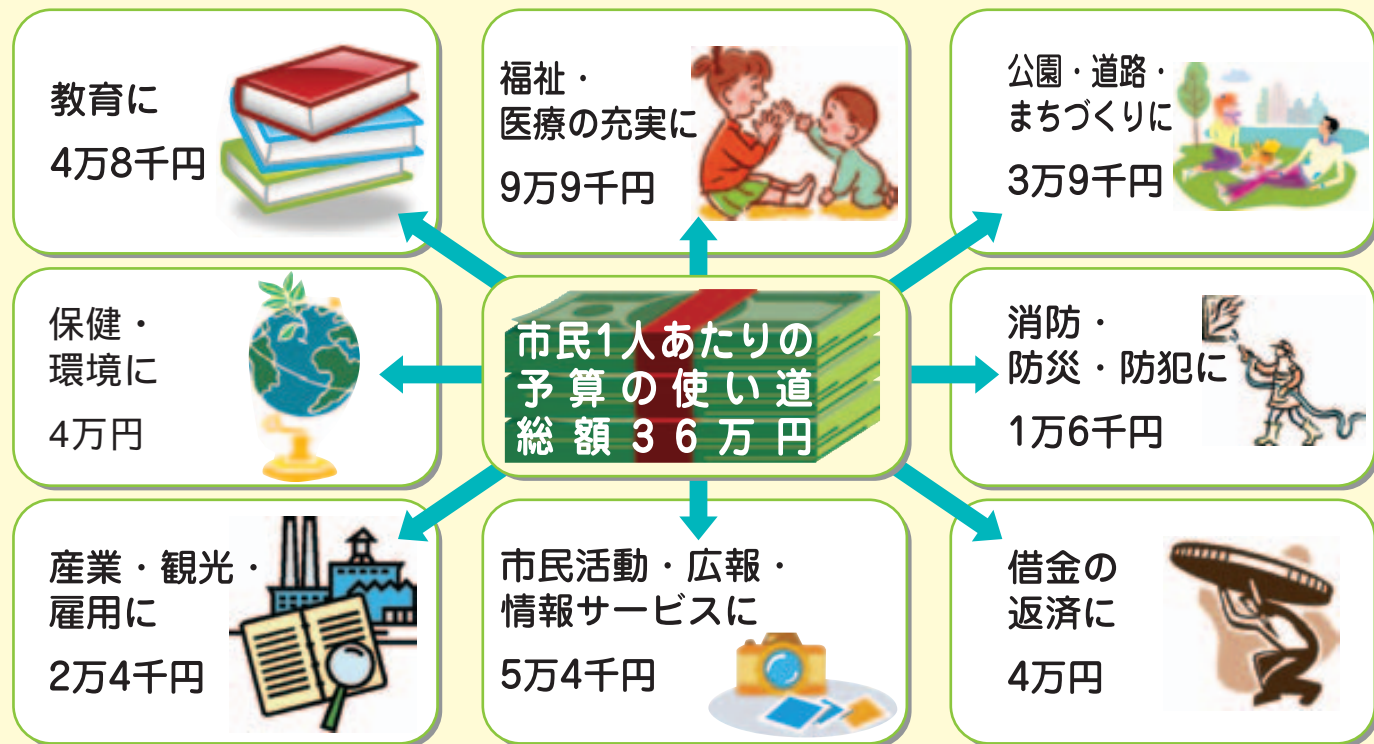 教育に
4万8千円
福祉・
医療の充実に
9万9千円
公園・道路・
まちづくりに
3万9千円
保健・
環境に
4万円
市民1人あたりの
予算の使い道
総額36万円
消防・
防災・防犯に
1万6千円
産業・観光・
雇用に
2万4千円
市民活動・広報・
情報サービスに
5万4千円
借金の
返済に
4万円